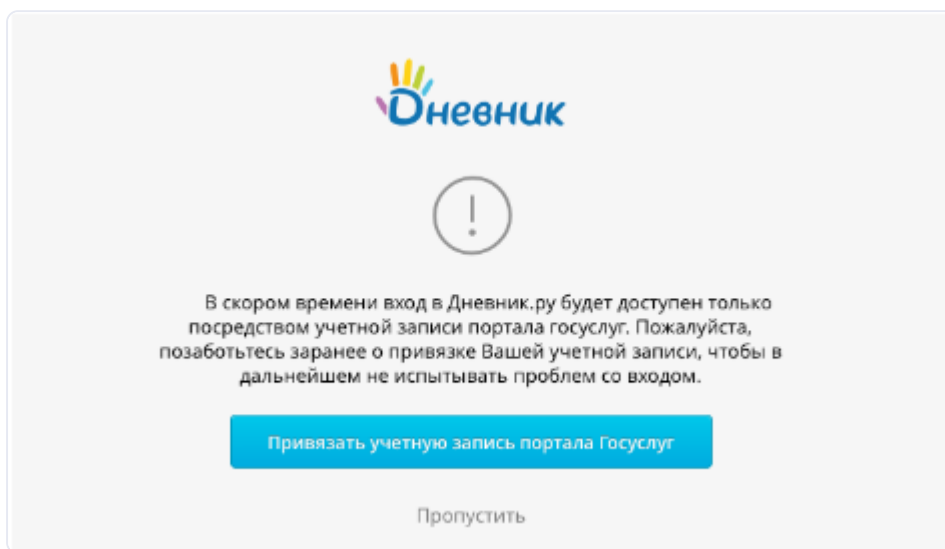 Дневник
В скором времени вход в Дневник.ру будет доступен только
посредством учетной записи портала госуслуг. Пожалуйста,
позаботьтесь заранее о привязке Вашей учетной записи, чтобы в
дальнейшем не испытывать проблем со входом.
Привязать учетную запись портала Госуслуг
Пропустить